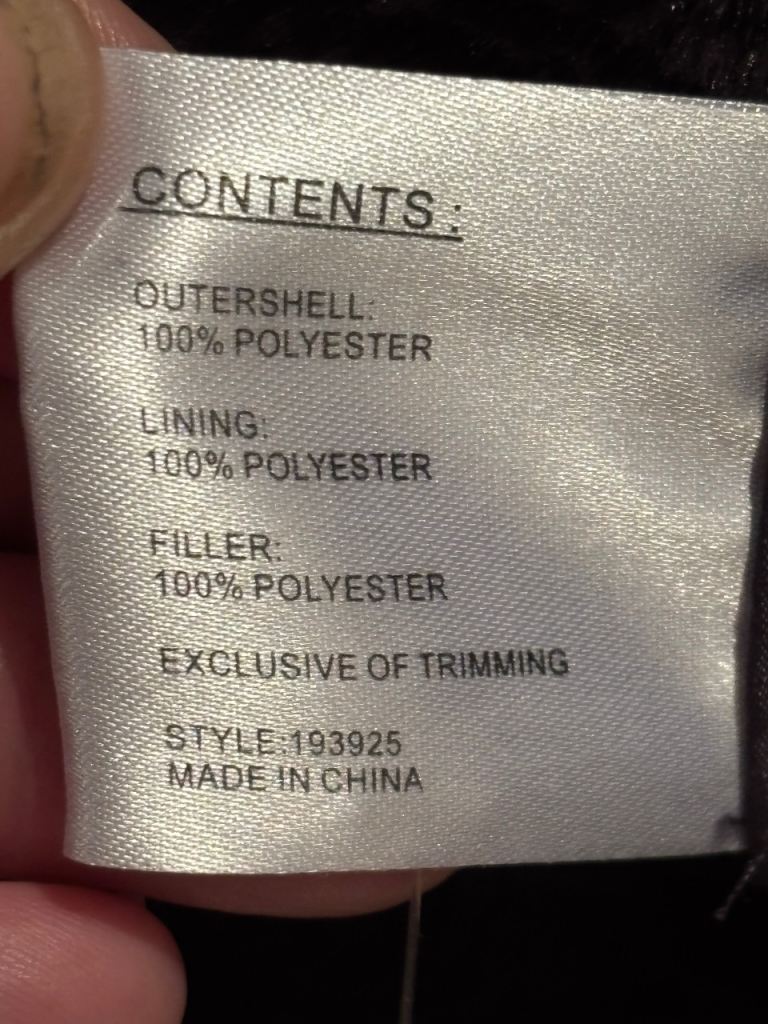 CONTENTS:
OUTERSHELL:
100% POLYESTER
LINING:
100% POLYESTER
FILLER:
100% POLYESTER
EXCLUSIVE OF TRIMMING
STYLE:193925
MADE IN CHINA